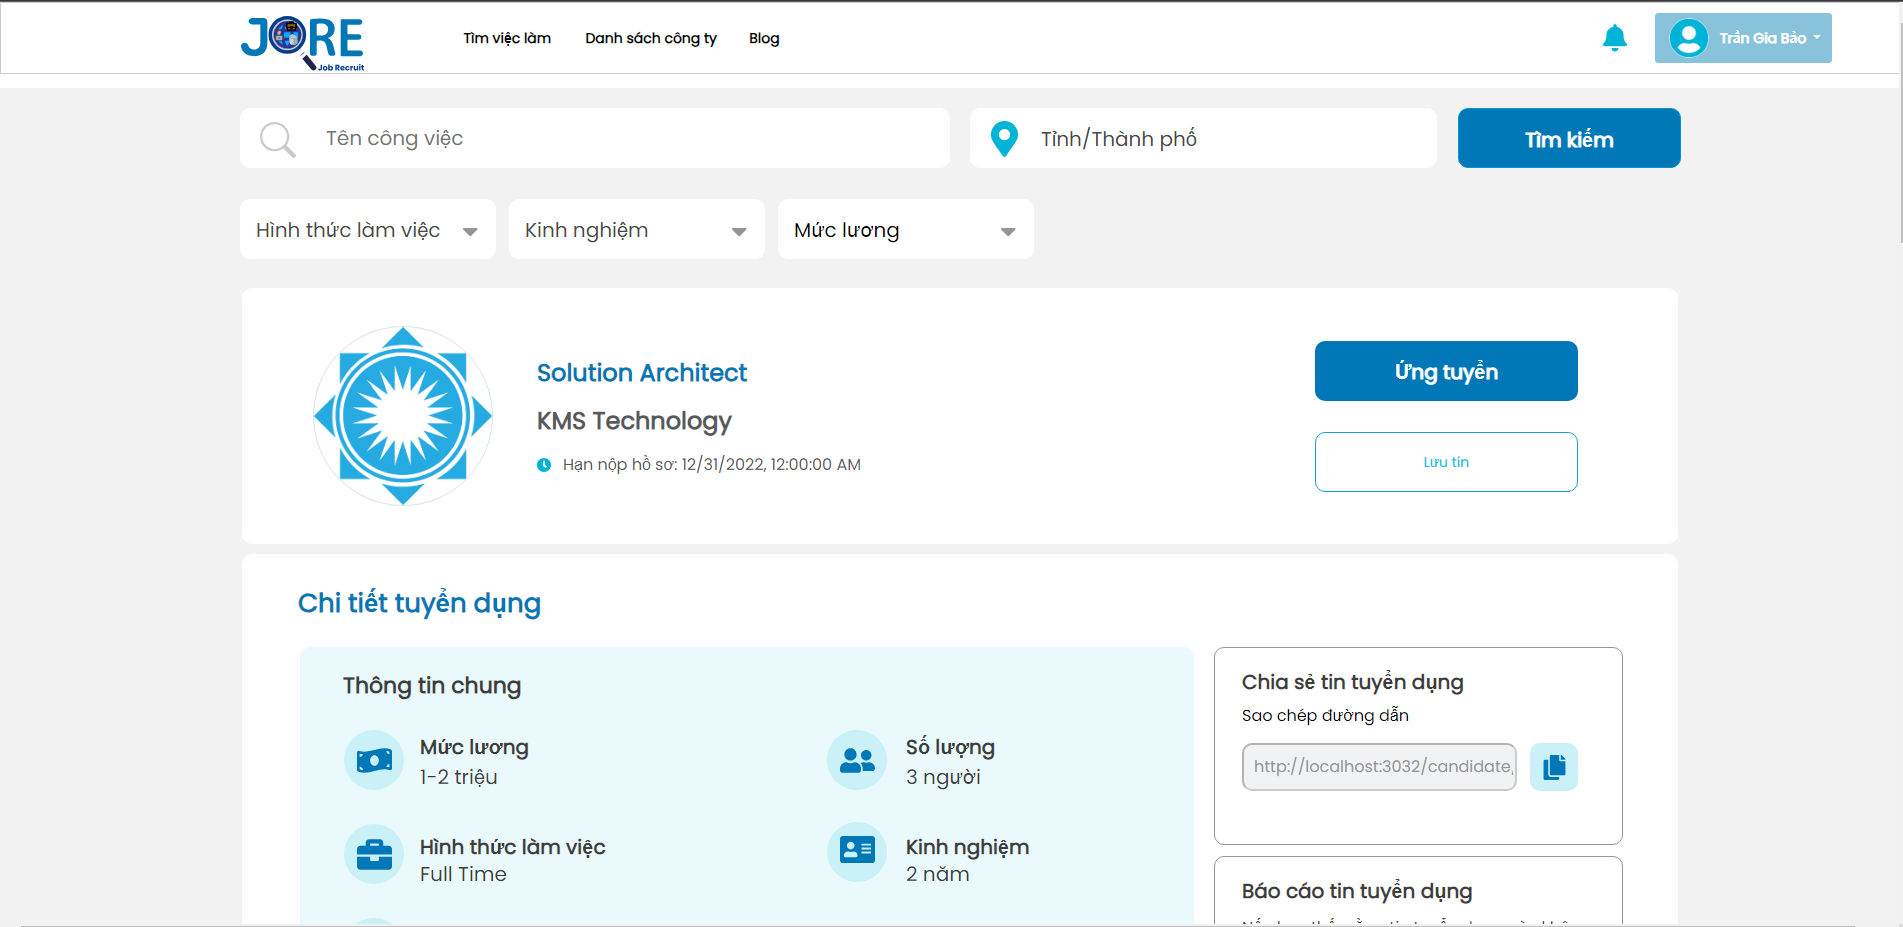 JORE
Job Recruit
Tìm việc làm
Danh sách công ty
Blog
Trần Gia Bảo
Tên công việc
Tỉnh/Thành phố
Tìm kiếm
Hình thức làm việc
Kinh nghiệm
Mức lương
Solution Architect
KMS Technology
Hạn nộp hồ sơ: 12/31/2022, 12:00:00 AM
Ứng tuyển
Lưu tin
Chi tiết tuyển dụng
Thông tin chung
Mức lương
1-2 triệu
Số lượng
3 người
Hình thức làm việc
Full Time
Kinh nghiệm
2 năm
Chia sẻ tin tuyển dụng
Sao chép đường dẫn
http://localhost:3032/candidate
Báo cáo tin tuyển dụng